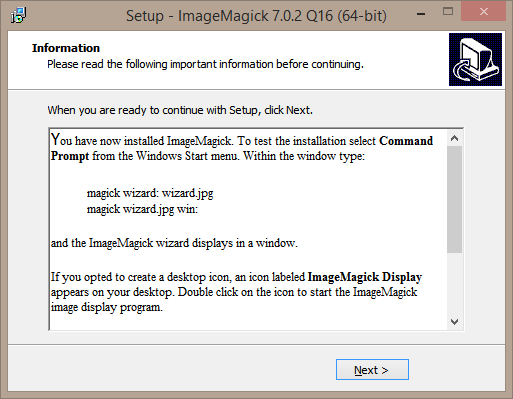 Setup - ImageMagick 7.0.2 Q16 (64-bit)
Information
Please read the following important information before continuing.
When you are ready to continue with Setup, click Next.
You have now installed ImageMagick. To test the installation select Command
Prompt from the Windows Start menu. Within the window type:
magick wizard: wizard.jpg
magick wizard.jpg win:
and the ImageMagick wizard displays in a window.
If you opted to create a desktop icon, an icon labeled ImageMagick Display
appears on your desktop. Double click on the icon to start the ImageMagick
image display program.
Next >